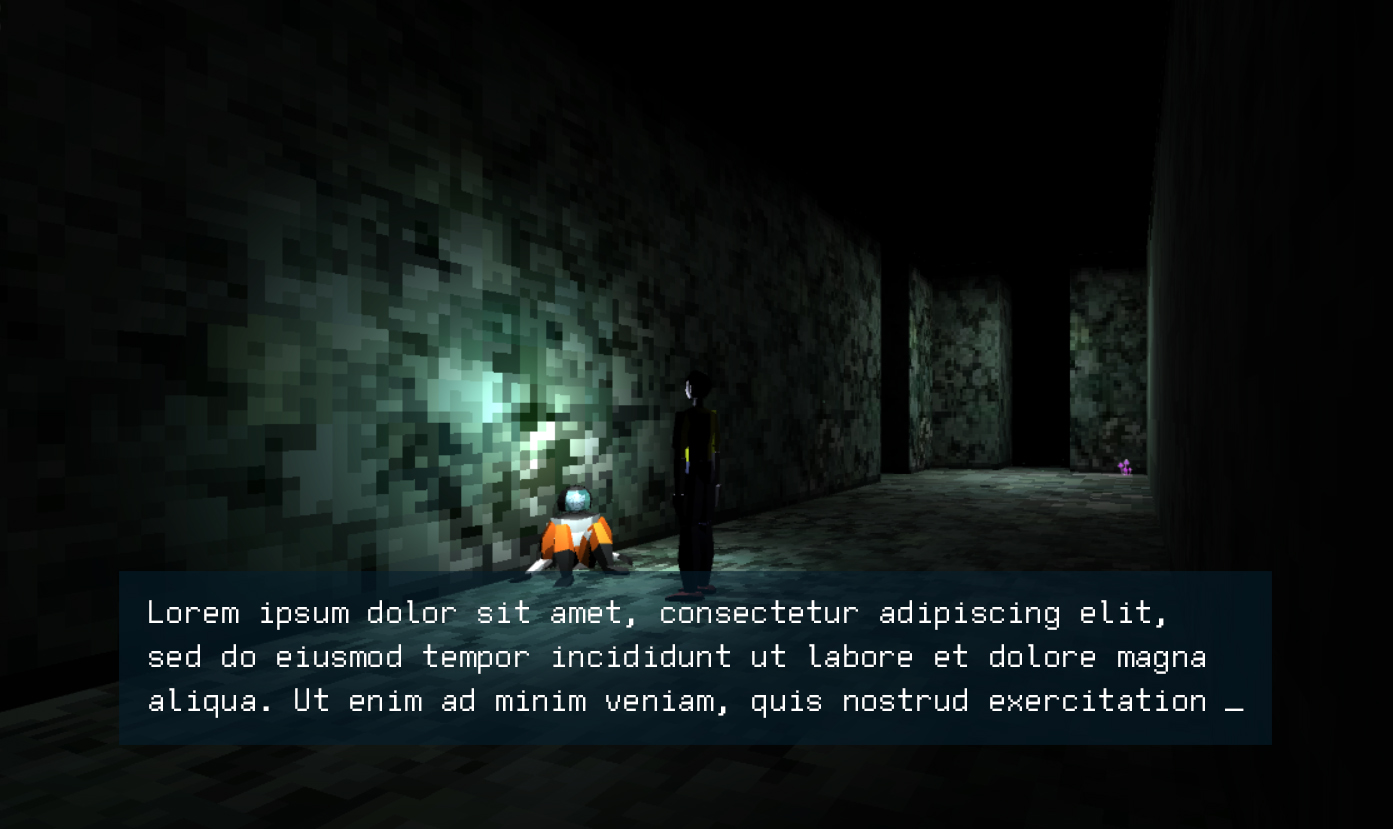 Lorem ipsum dolor sit amet, consectetur adipiscing elit,
sed do eiusmod tempor incididunt ut labore et dolore magna
aliqua. Ut enim ad minim veniam, quis nostrud exercitation _